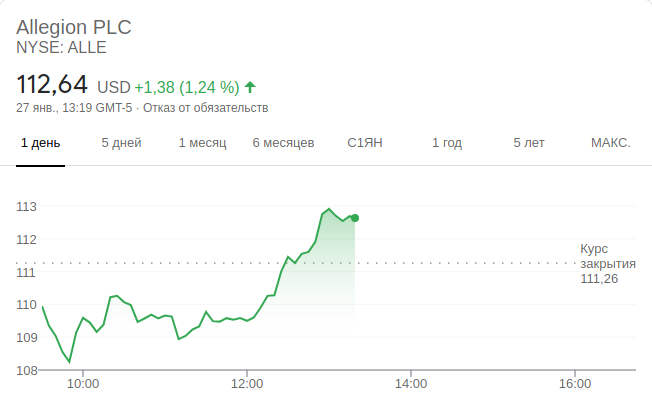 Allegion PLC
NYSE: ALLE
112,64 USD +1,38 (1,24 %)
27 янв., 13:19 GMT-5 · Отказ от обязательств
1 день 5 дней 1 месяц 6 месяцев С1ЯН 1 год 5 лет МАКС.
113
112
Курс
закрытия
111,26
111
110
109
108
10:00 12:00 14:00 16:00